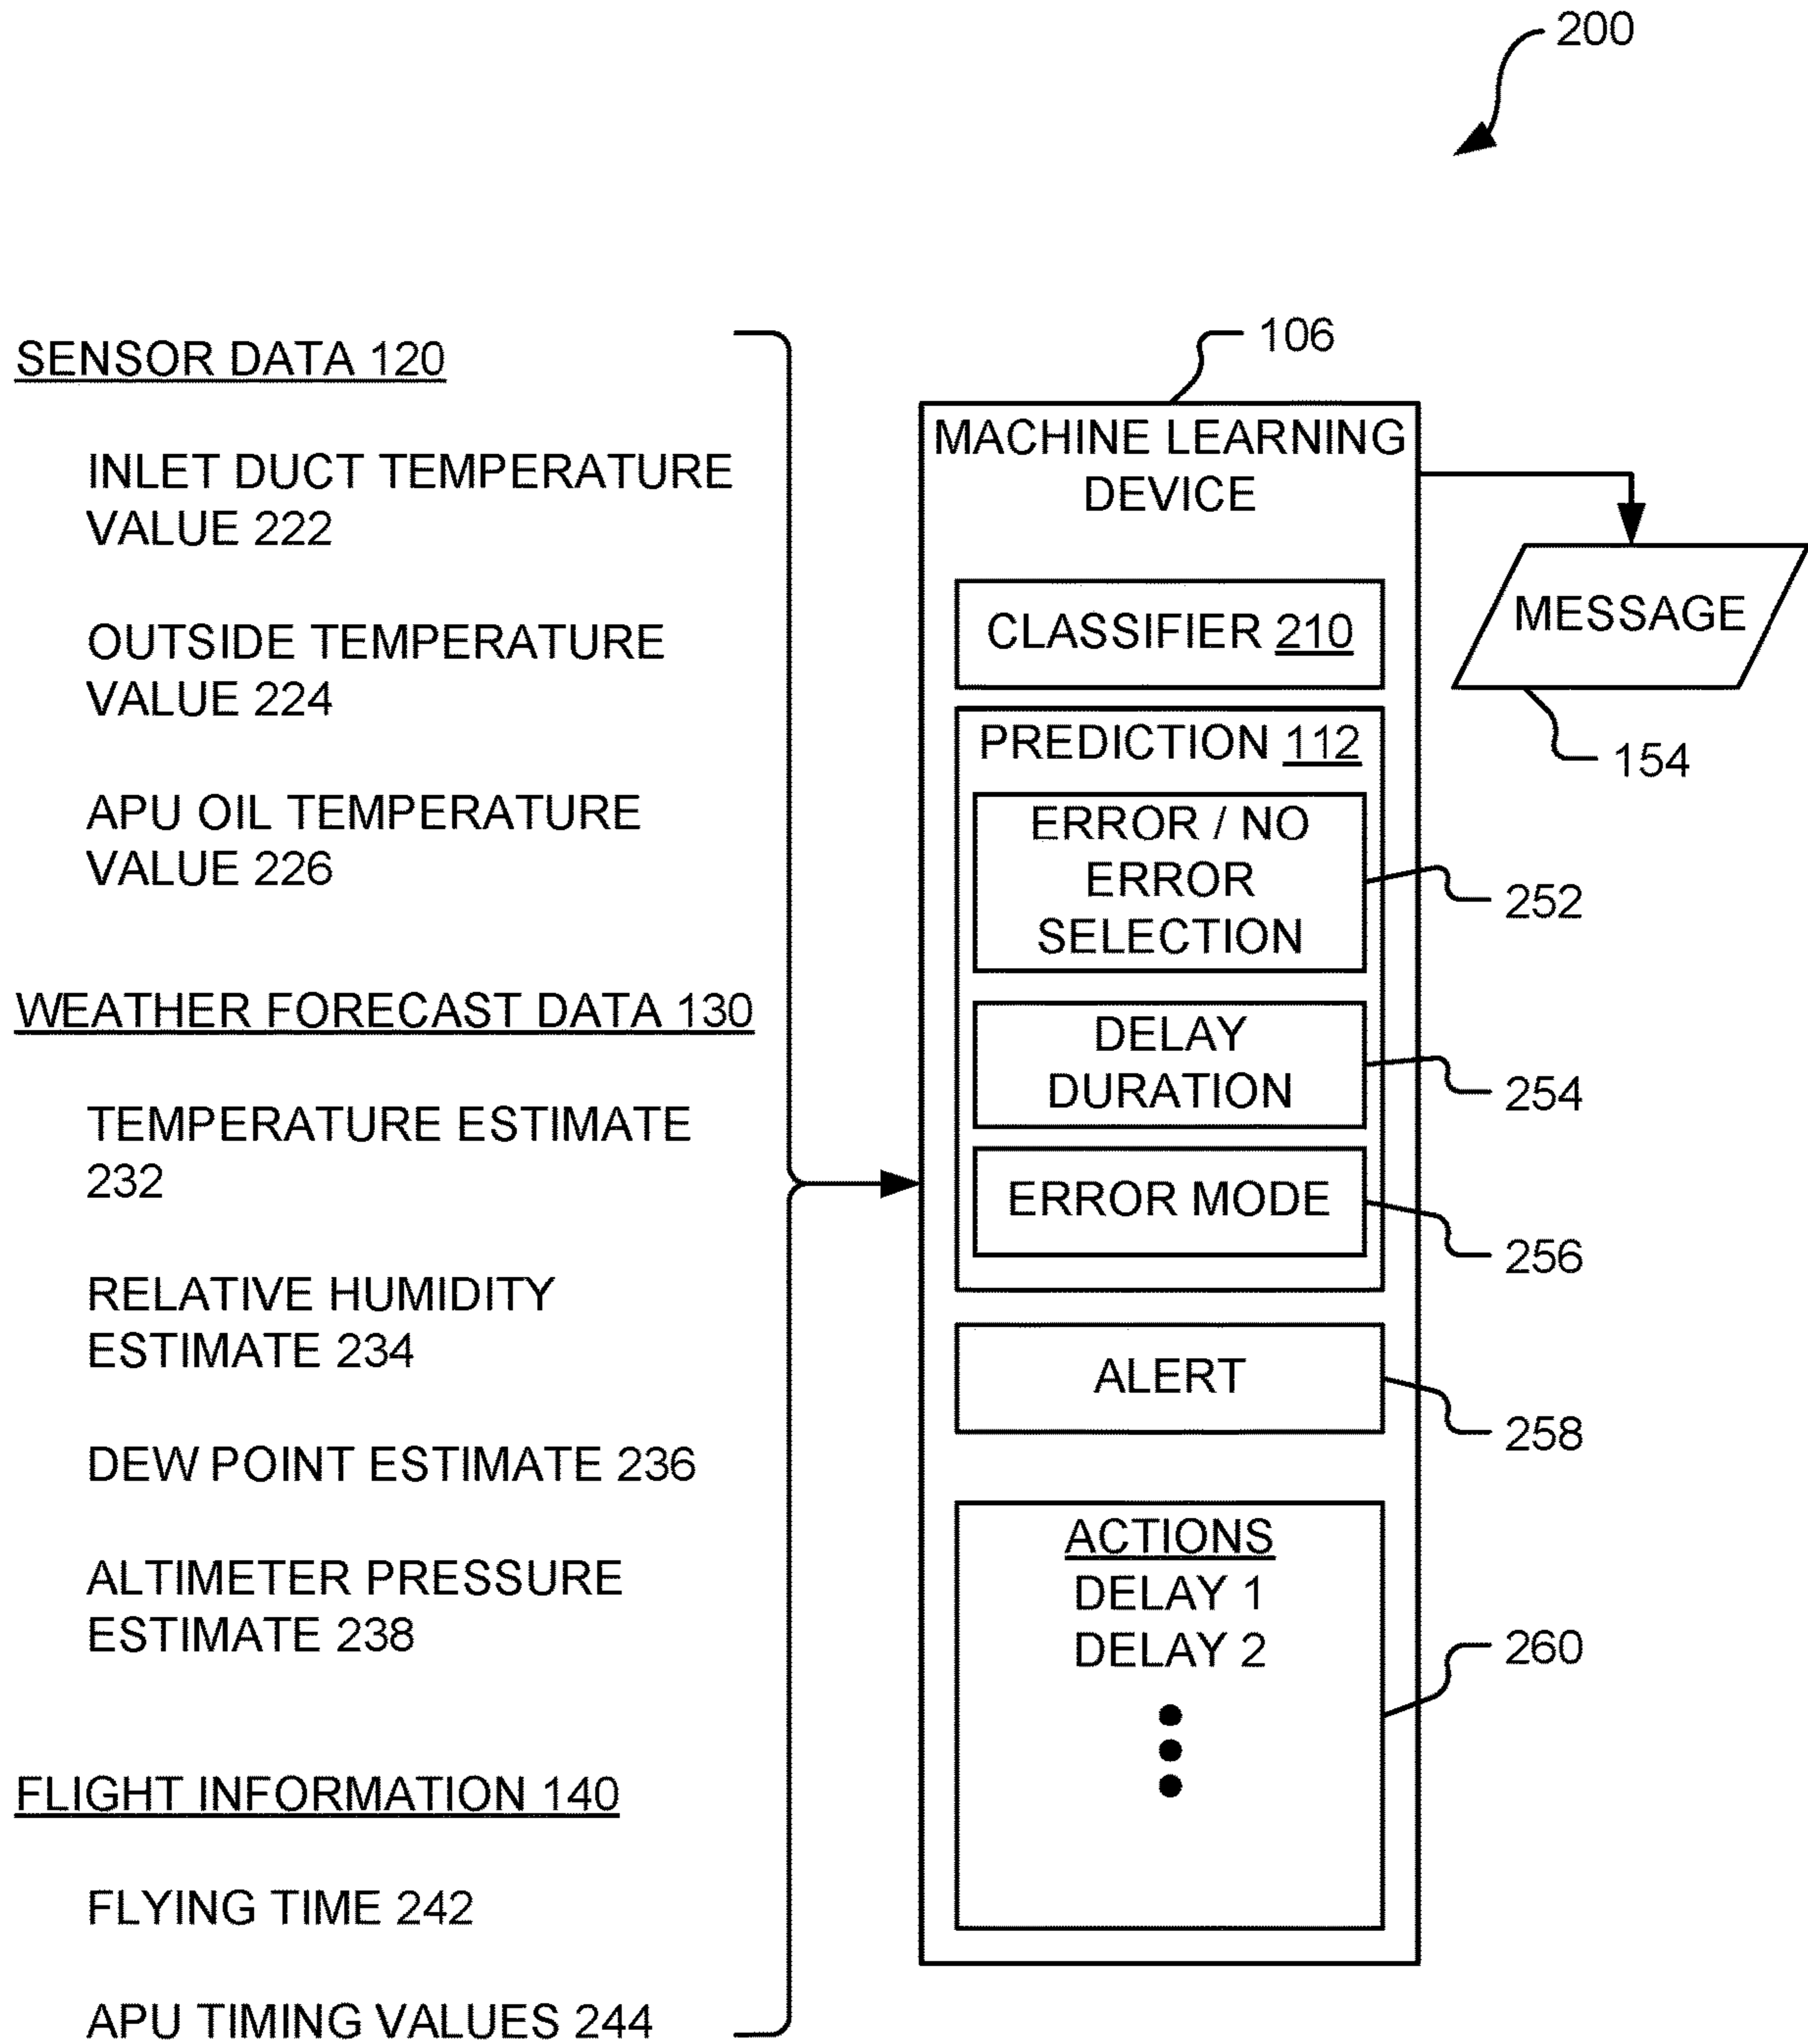 200
SENSOR DATA 120
INLET DUCT TEMPERATURE
VALUE 222
OUTSIDE TEMPERATURE
VALUE 224
APU OIL TEMPERATURE
VALUE 226
WEATHER FORECAST DATA 130
TEMPERATURE ESTIMATE
232
RELATIVE HUMIDITY
ESTIMATE 234
DEW POINT ESTIMATE 236
ALTIMETER PRESSURE
ESTIMATE 238
FLIGHT INFORMATION 140
FLYING TIME 242
APU TIMING VALUES 244
106
MACHINE LEARNING
DEVICE
CLASSIFIER 210
PREDICTION 112
ERROR / NO
ERROR
SELECTION
252
DELAY
DURATION
254
ERROR MODE
256
ALERT
258
ACTIONS
DELAY 1
DELAY 2
260
MESSAGE
154